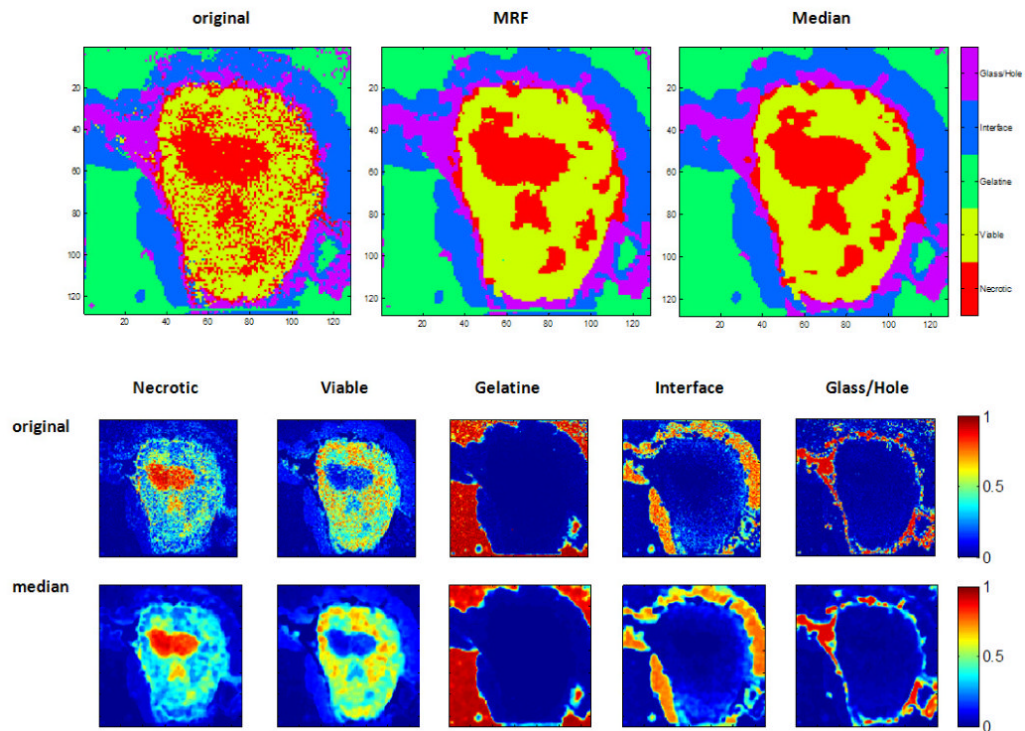 original MRF Median
20
40
60
80
100
120
20 40 60 80 100 120
20
40
60
80
100
120
20 40 60 80 100 120
20
40
60
80
100
120
20 40 60 80 100 120
Glass/Hole
Interface
Gelatine
Viable
Necrotic
Necrotic Viable Gelatine Interface Glass/Hole
original
1
0.5
0
median
1
0.5
0